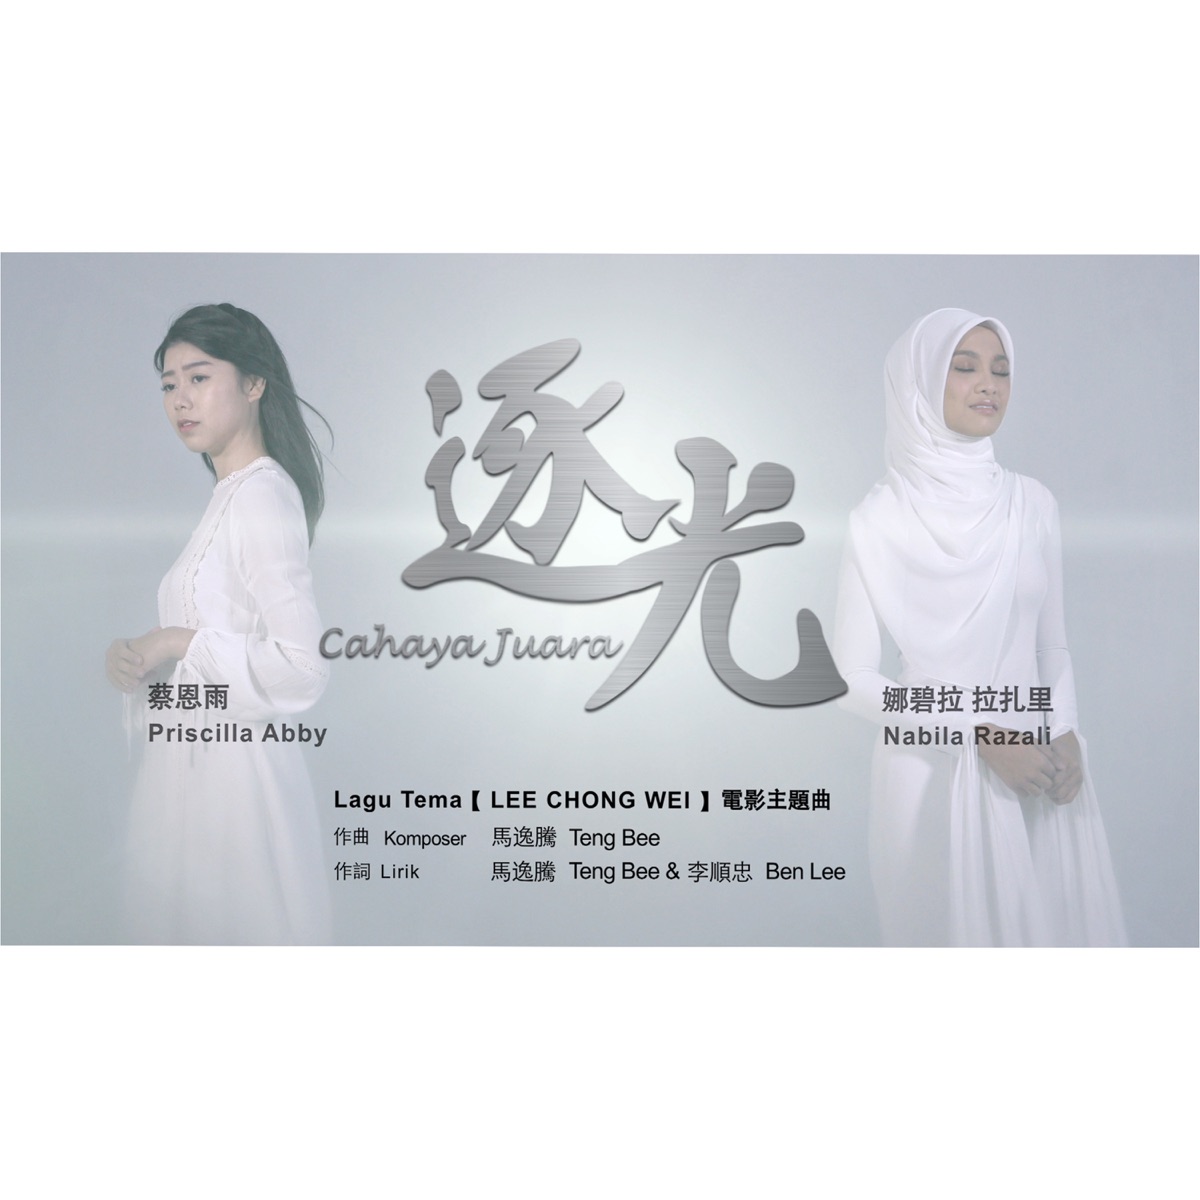 逐光
Cahaya Juara
蔡恩雨
Priscilla Abby
娜碧拉 拉扎里
Nabila Razali
Lagu Tema【 LEE CHONG WEI 】電影主題曲
作曲 Komposer 馬逸騰 Teng Bee
作詞 Lirik 馬逸騰 Teng Bee & 李順忠 Ben Lee